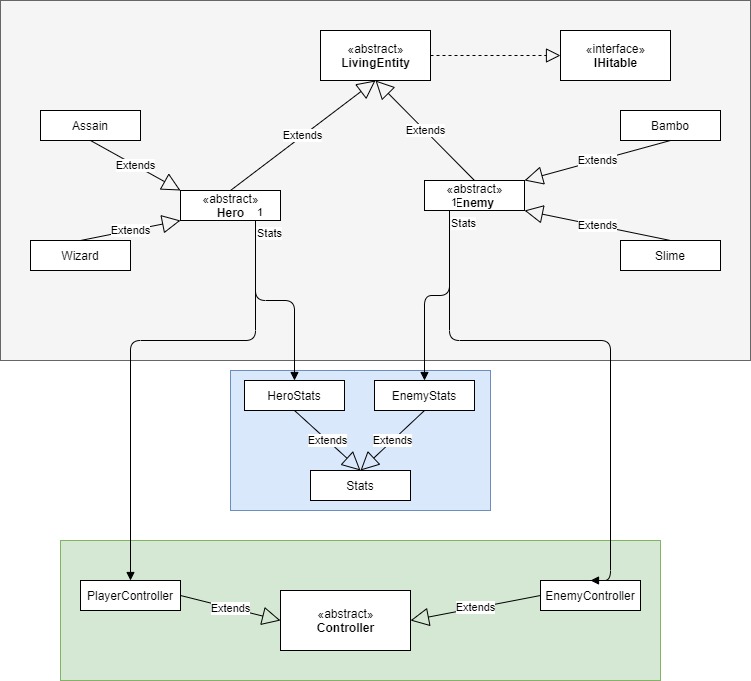 «abstract»
LivingEntity
«interface»
IHitable
Assain
Bambo
Extends
Extends
Extends
Extends
«abstract»
Hero 1
«abstract»
1Enemy
Extends
Extends
Stats
Stats
Wizard
Slime
HeroStats
EnemyStats
Extends
Extends
Stats
PlayerController
EnemyController
Extends
Extends
«abstract»
Controller